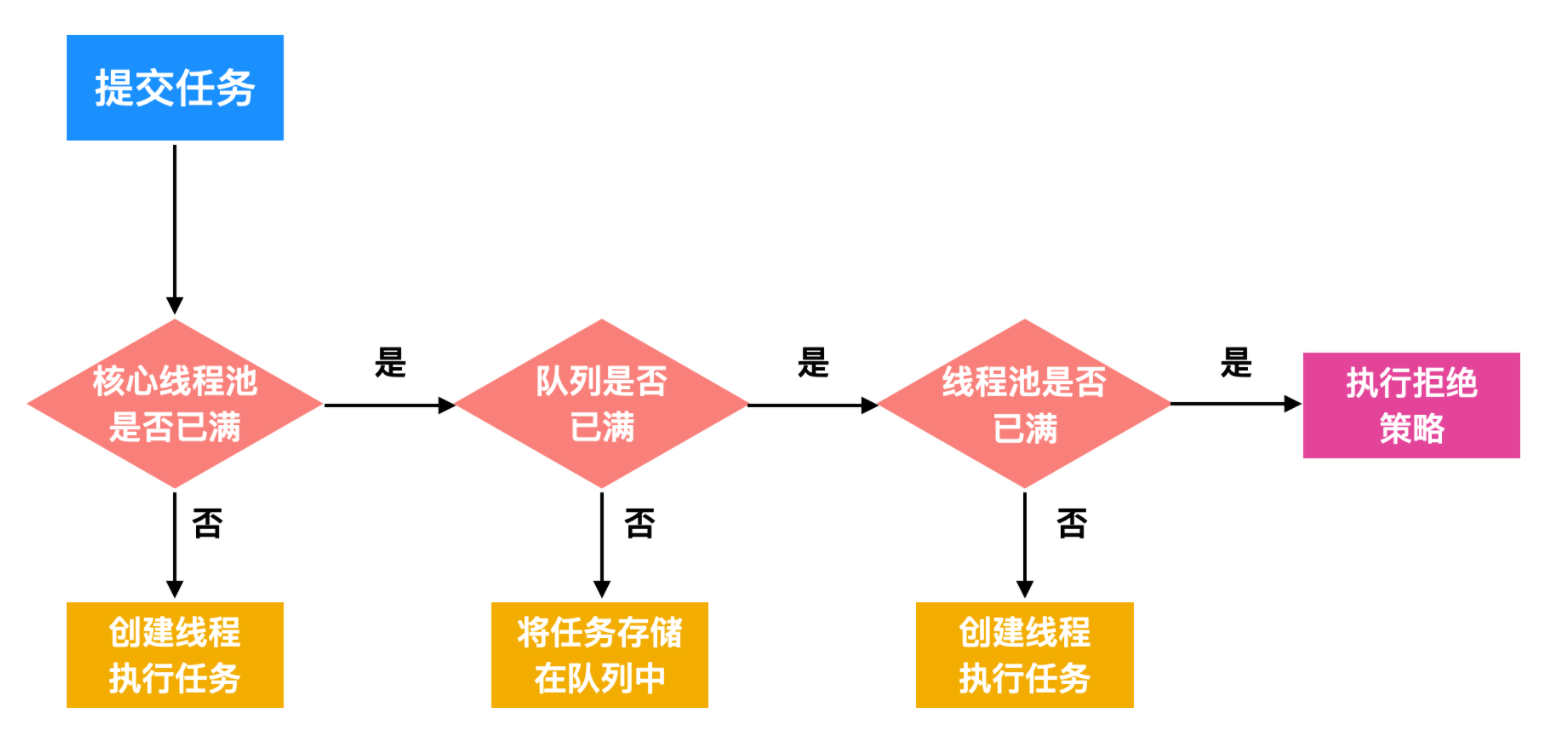 提交任务
核心线程池
是否已满
是
队列是否
已满
是
线程池是否
已满
是
执行拒绝
策略
否
否
否
创建线程
执行任务
将任务存储
在队列中
创建线程
执行任务